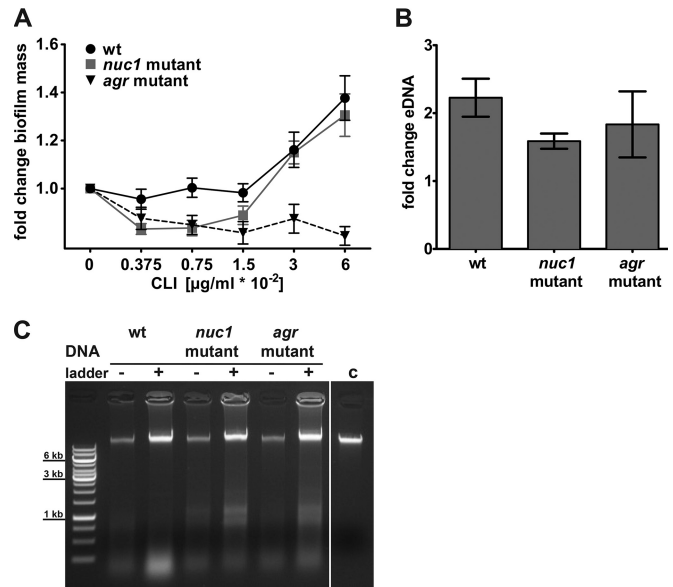 A
fold change biofilm mass
1.6
1.4
1.2
1.0
wt
nuc1 mutant
agr mutant
0 0.375 0.75 1.5 3 6
CLI [µg/ml * 10-2]
B
fold change eDNA
3
2
1
0
wt nuc1 mutant agr mutant
C
wt nuc1 mutant agr mutant
DNA ladder - + - + - + c
6 kb
3 kb
1 kb